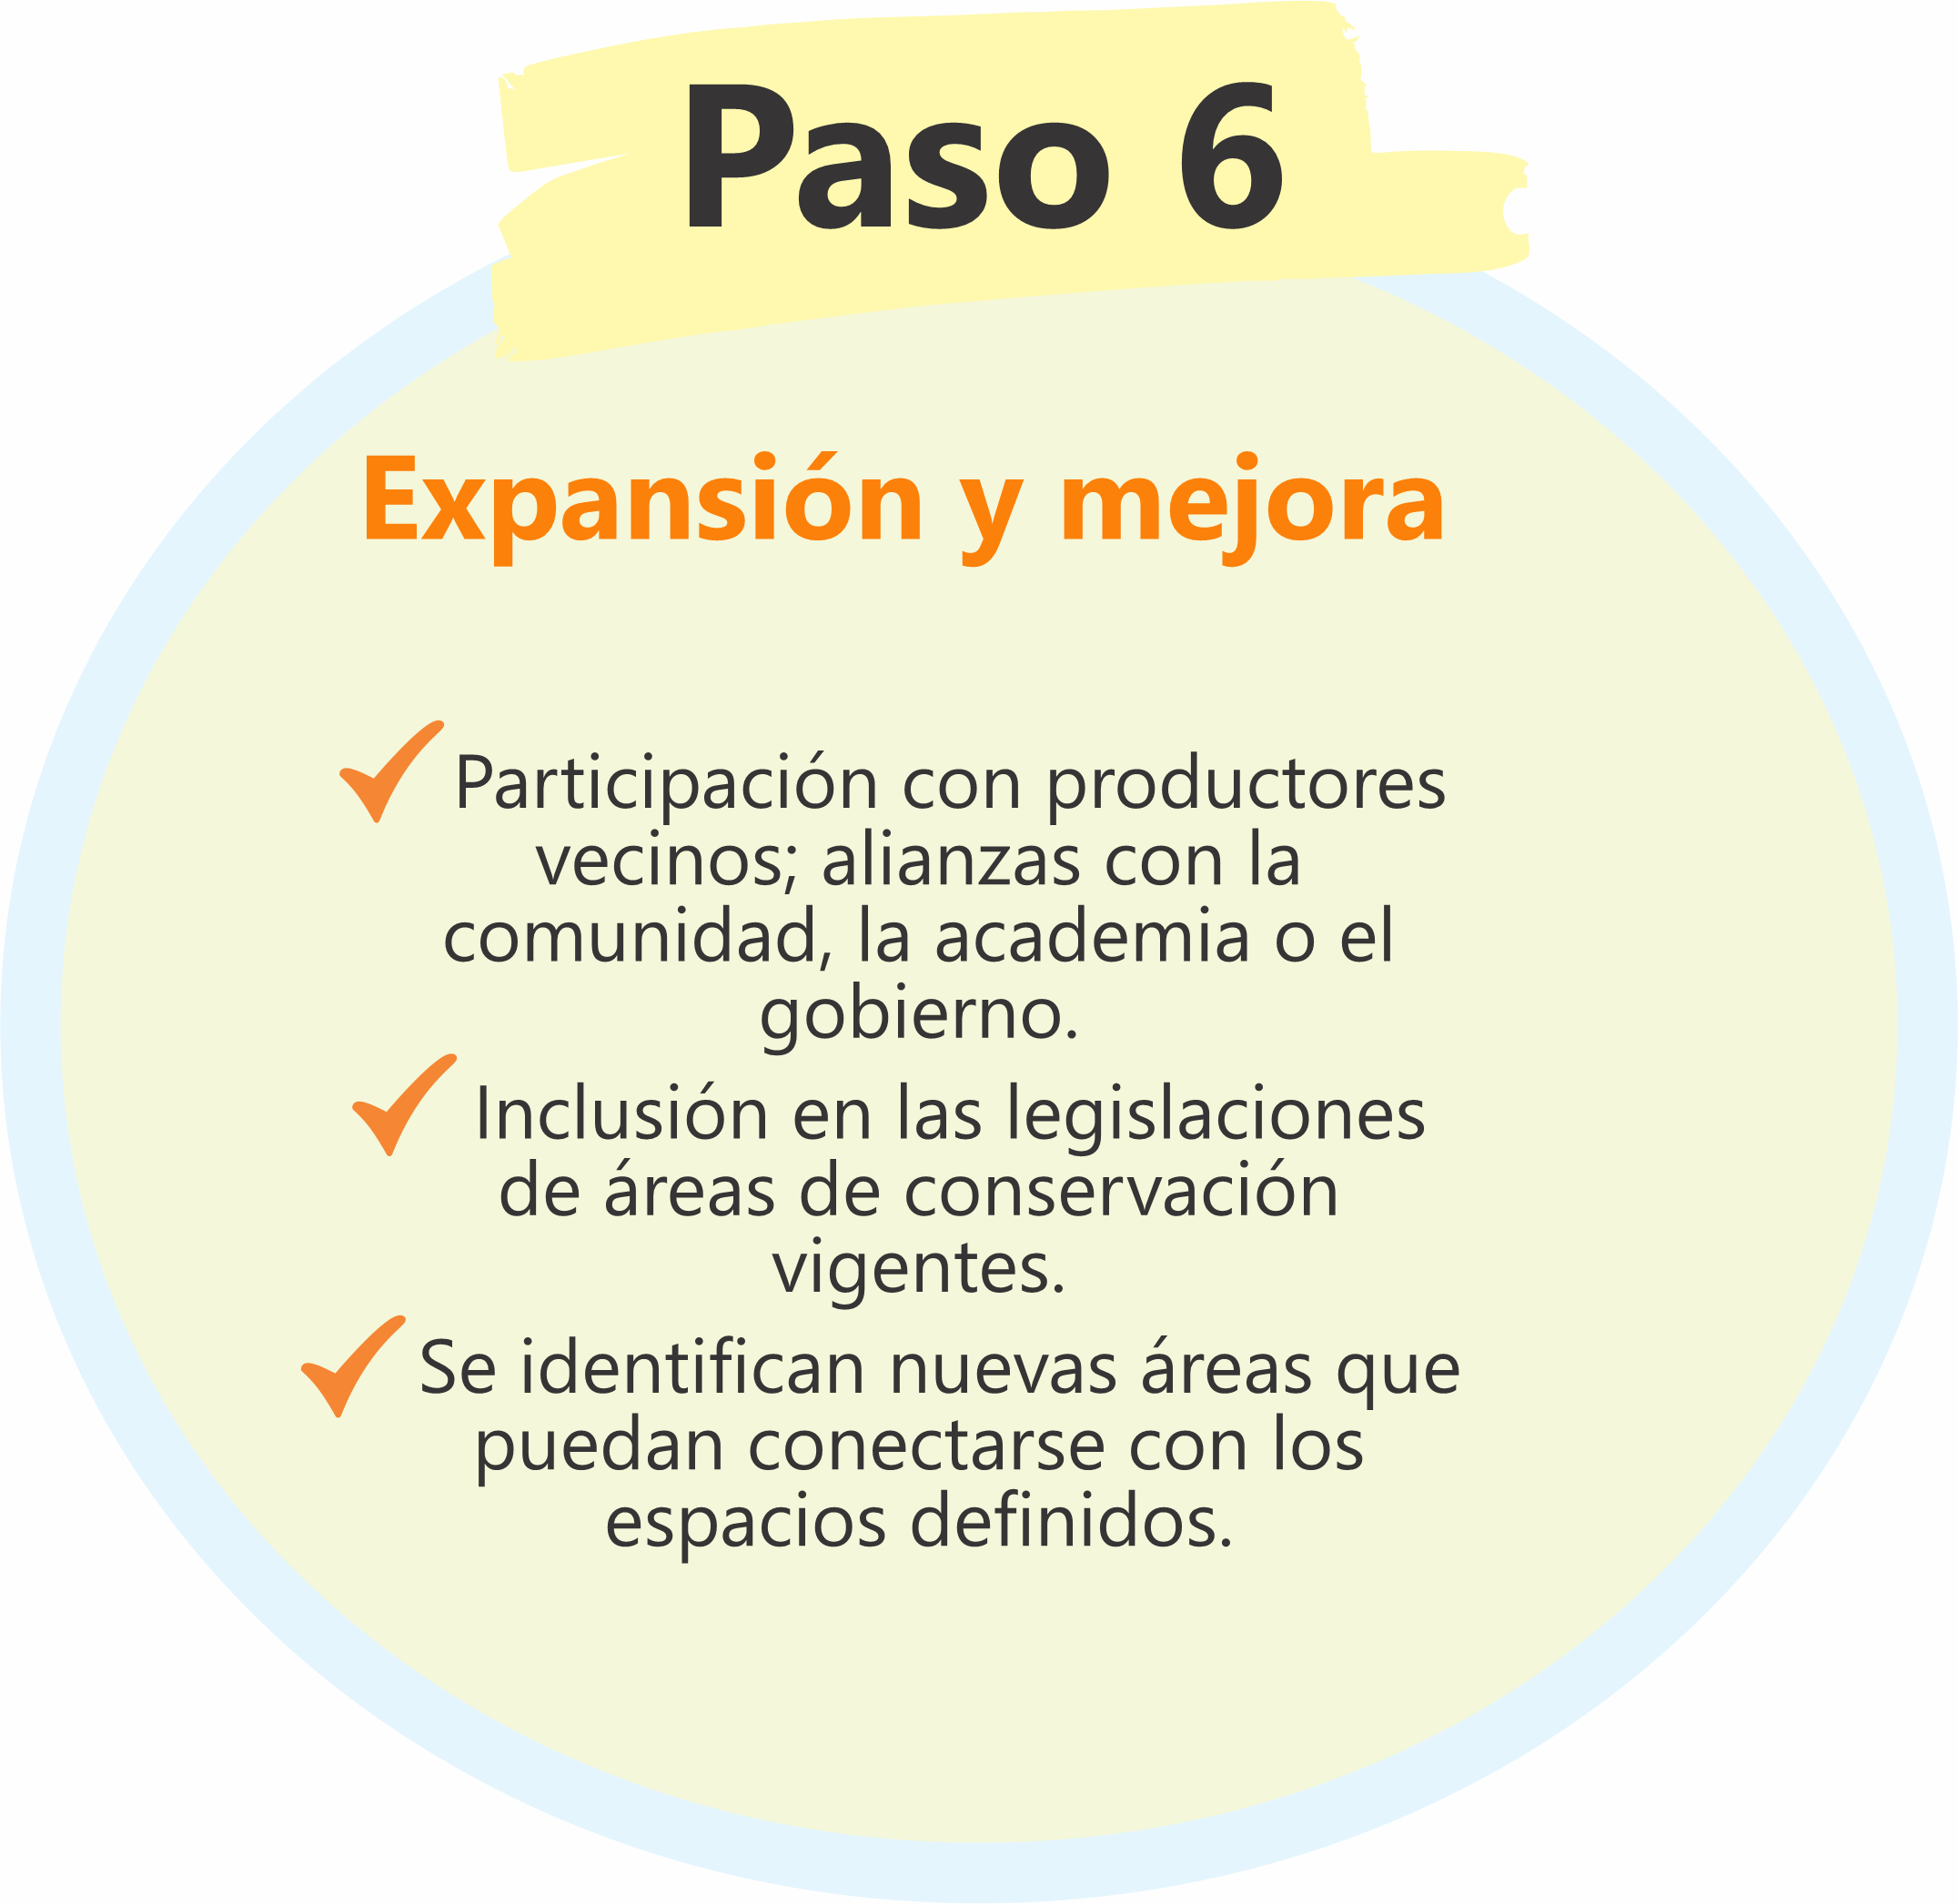 Paso 6
Expansión y mejora
Participación con productores
vecinos; alianzas con la
comunidad, la academia o el
gobierno.
Inclusión en las legislaciones
de áreas de conservación
vigentes.
Se identifican nuevas áreas que
puedan conectarse con los
espacios definidos.